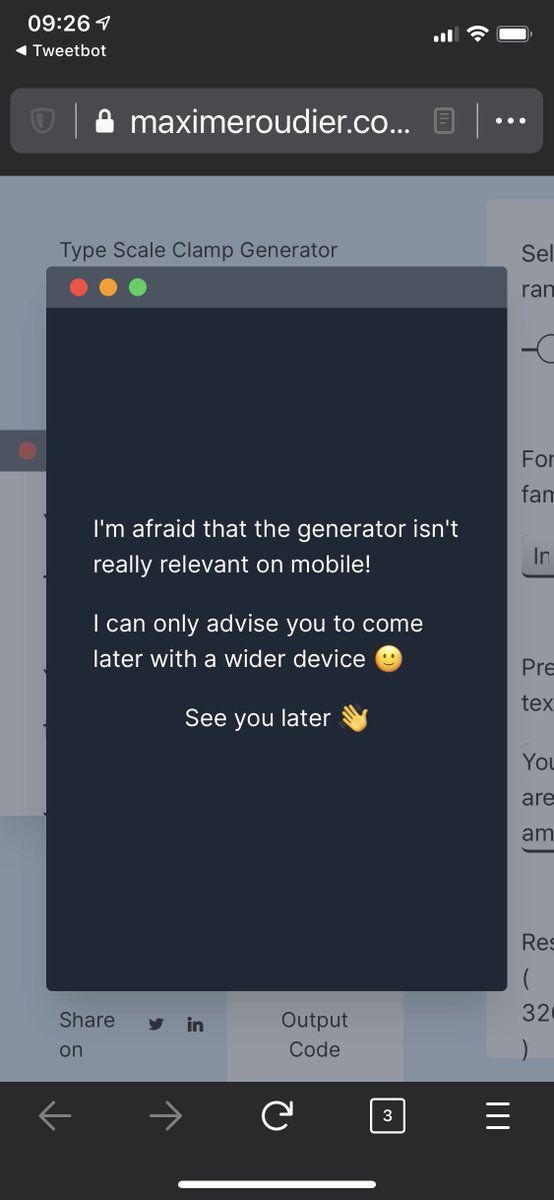 09:26
◀ Tweetbot
maximeroudier.co...
Type Scale Clamp Generator
I'm afraid that the generator isn't
really relevant on mobile!
I can only advise you to come
later with a wider device 🙂
See you later 👋
Sel
ran
For
fam
In
Pre
tex
You
are
am
Res
(
320
)
Share
on
Output
Code
3